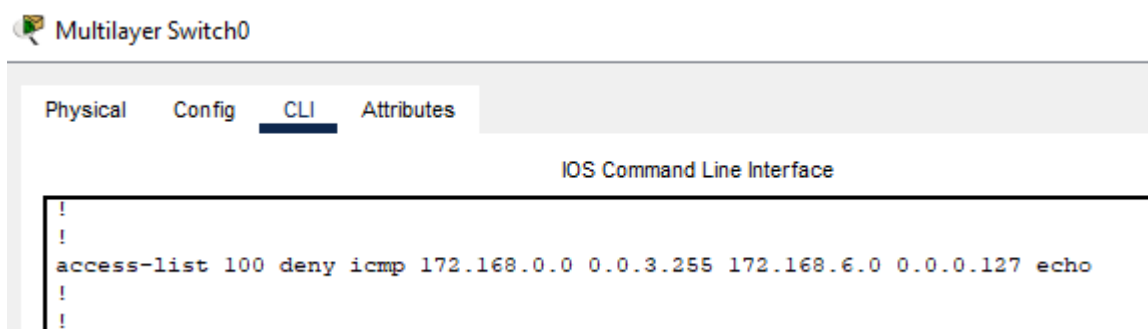 Multilayer Switch0
Physical Config CLI Attributes
IOS Command Line Interface
!
!
access-list 100 deny icmp 172.168.0.0 0.0.3.255 172.168.6.0 0.0.0.127 echo
!
!